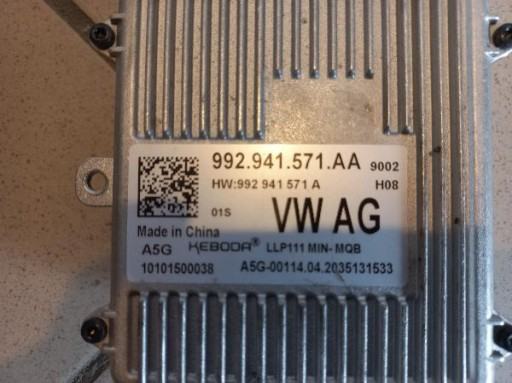 992.941.571.AA 9002
HW:992 941 571 A H08
01S VW AG
Made in China
A5G KEBODA® LLP111 MIN-MQB
10101500038 A5G-00114.04.2035131533